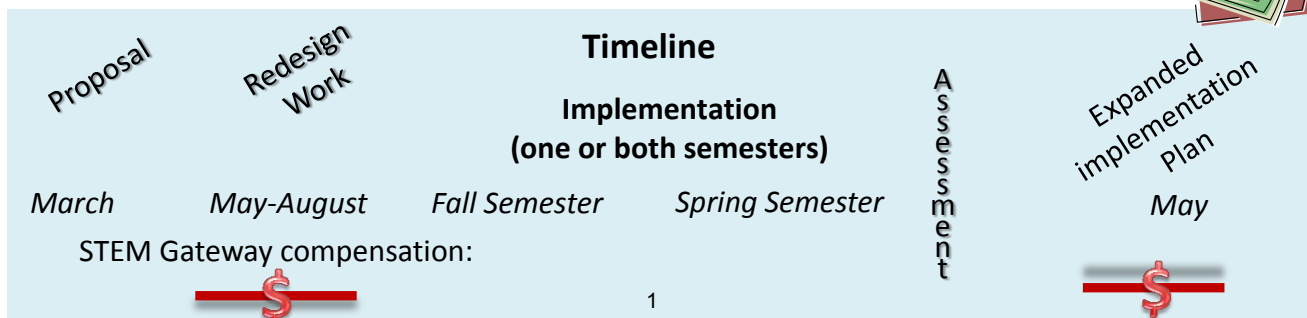 Timeline
Proposal
Redesign
Work
Implementation
(one or both semesters)
Assessment
Expanded
implementation
Plan
March
May-August
Fall Semester
Spring Semester
May
STEM Gateway compensation:
$
$
1